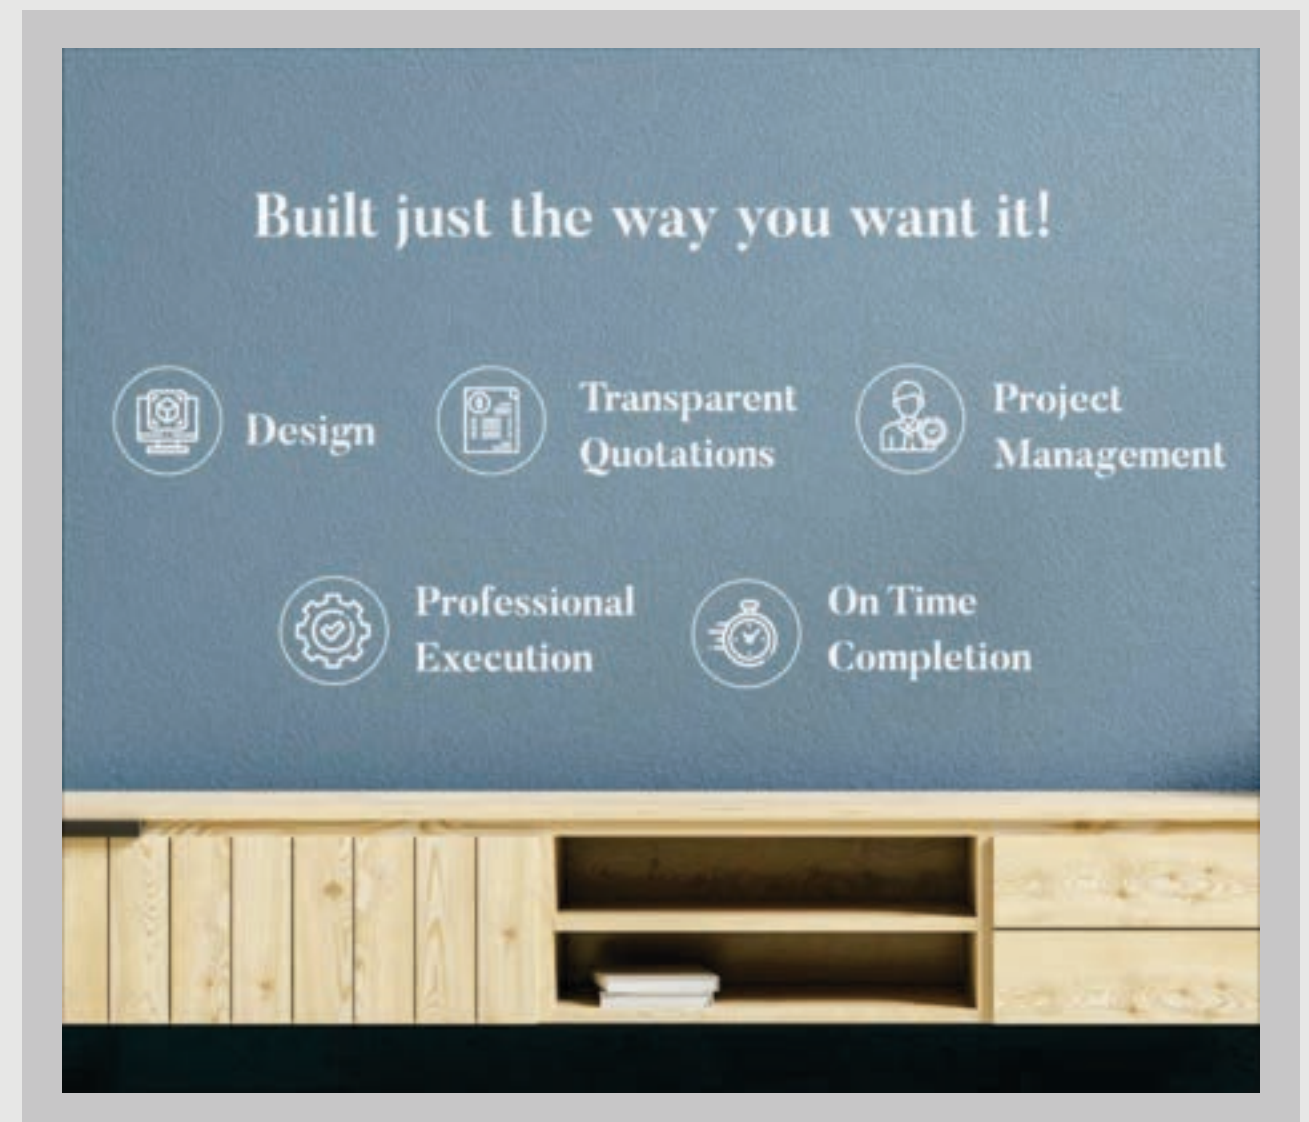 Built just the way you want it!
Design
Transparent
Quotations
Project
Management
Professional
Execution
On Time
Completion